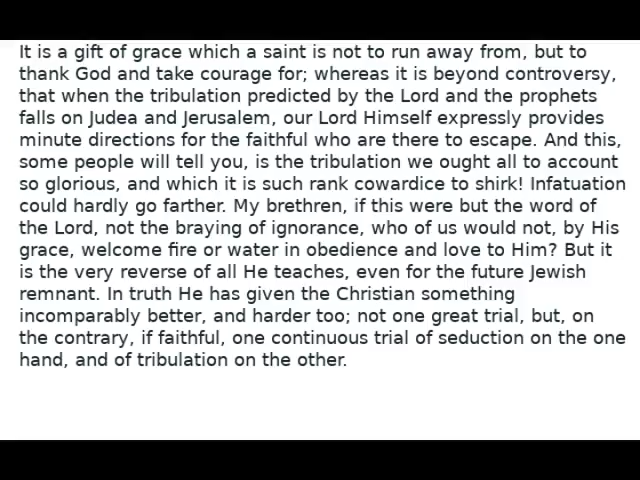 It is a gift of grace which a saint is not to run away from, but to
thank God and take courage for; whereas it is beyond controversy,
that when the tribulation predicted by the Lord and the prophets
falls on Judea and Jerusalem, our Lord Himself expressly provides
minute directions for the faithful who are there to escape. And this,
some people will tell you, is the tribulation we ought all to account
so glorious, and which it is such rank cowardice to shirk! Infatuation
could hardly go farther. My brethren, if this were but the word of
the Lord, not the braying of ignorance, who of us would not, by His
grace, welcome fire or water in obedience and love to Him? But it
is the very reverse of all He teaches, even for the future Jewish
remnant. In truth He has given the Christian something
incomparably better, and harder too; not one great trial, but, on
the contrary, if faithful, one continuous trial of seduction on the one
hand, and of tribulation on the other.